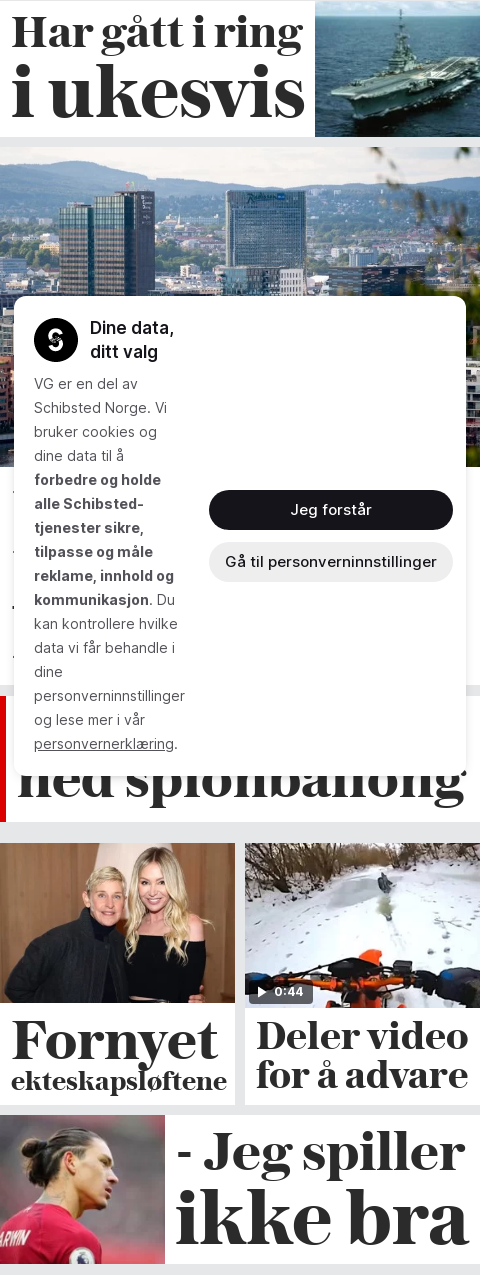 Har gått i ring
i ukesvis
Dine data,
ditt valg
VG er en del av
Schibsted Norge. Vi
bruker cookies og
dine data til å
forbedre og holde
alle Schibsted-
tjenester sikre,
tilpasse og måle
reklame, innhold og
kommunikasjon. Du
kan kontrollere hvilke
data vi får behandle i
dine
personverninnstillinger
og lese mer i vår
personvernerklæring.
Jeg forstår
Gå til personverninnstillinger
ned spionballong
Fornyet
ekteskapsløftene
0:44
Deler video
for å advare
- Jeg spiller
ikke bra